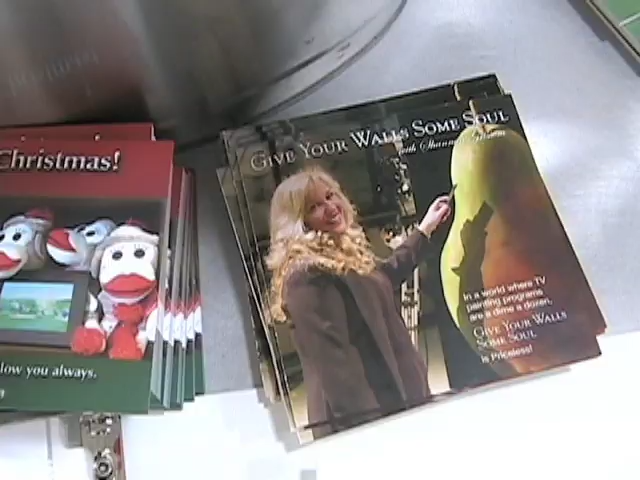 Christmas!
low you always.
GIVE YOUR WALLS SOME SOUL
with Shannon
In a world where TV
painting programs
are a dime a dozen,
GIVE YOUR WALLS
SOME SOUL
is Priceless!